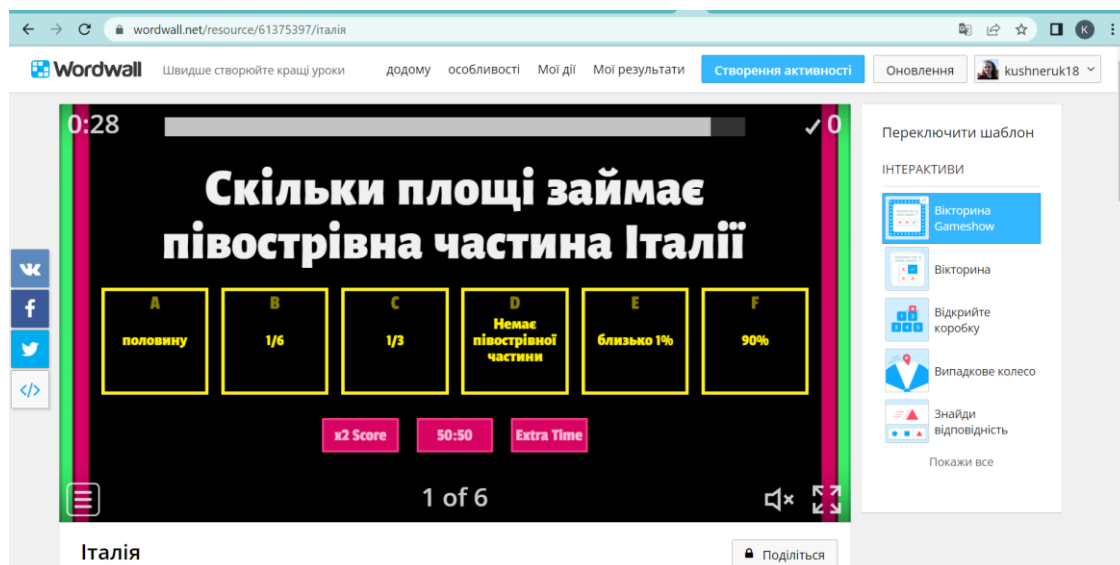 wordwall.net/resource/61375397/італія
K
Wordwall
Швидше створюйте кращі уроки
додому
особливості
Мої дії
Мої результати
Створення активності
Оновлення
kushneruk18
0:28
0
Скільки площі займає
півострівна частина Італії
A
половину
B
1/6
C
1/3
D
Немає
півострівної
частини
E
близько 1%
F
90%
x2 Score
50:50
Extra Time
1 of 6
Італія
Поділіться
Переключити шаблон
ІНТЕРАКТИВИ
Вікторина
Gameshow
Вікторина
Відкрийте
коробку
Випадкове колесо
Знайди
відповідність
Покажи все